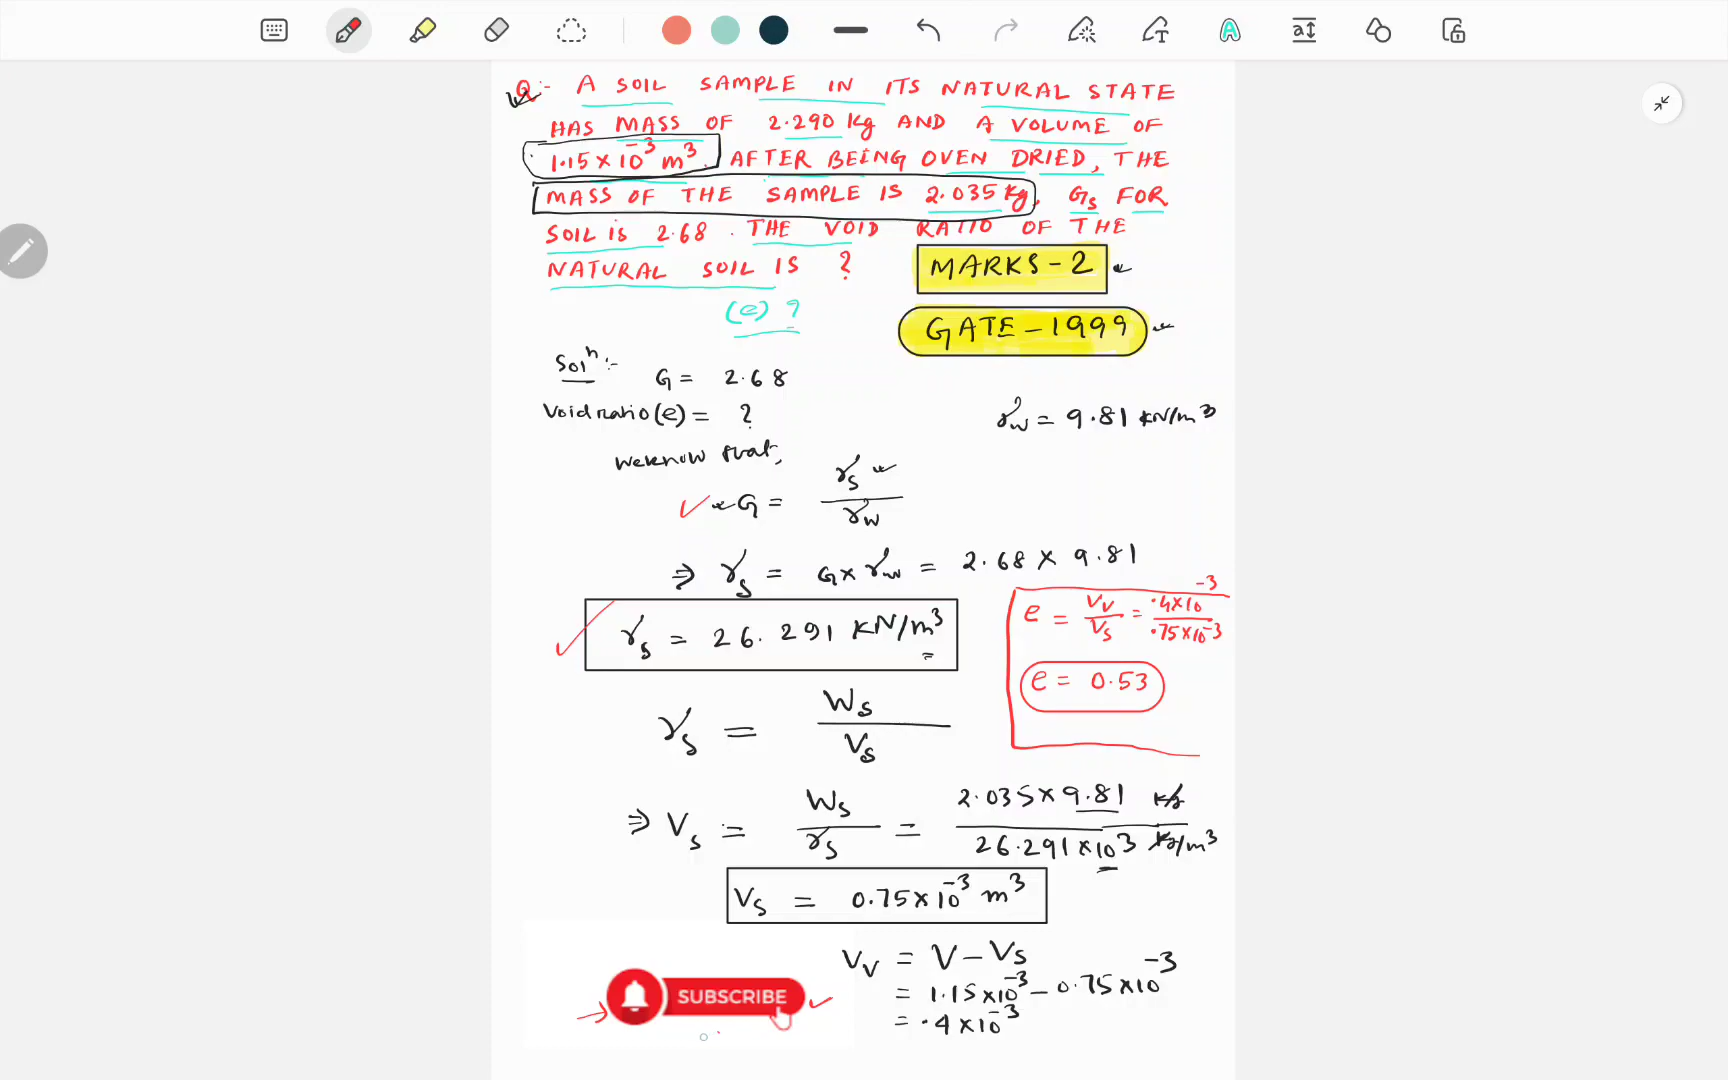 Q:- A SOIL SAMPLE IN ITS NATURAL STATE
HAS MASS OF 2.290 Kg AND A VOLUME OF
1.15 × 10⁻³ m³. AFTER BEING OVEN DRIED, THE
MASS OF THE SAMPLE IS 2.035 Kg. Gs FOR
SOIL IS 2.68. THE VOID RATIO OF THE
NATURAL SOIL IS ?
MARKS-2
(e) ?
GATE-1999
Solⁿ:-
G = 2.68
Void ratio (e) = ?
γw = 9.81 KN/m³
We know that,
G = γs / γw
⇒ γs = G × γw = 2.68 × 9.81
γs = 26.291 KN/m³
e = Vv/Vs = .4×10⁻³ / .75×10⁻³
e = 0.53
γs = Ws / Vs
⇒ Vs = Ws / γs = 2.035 × 9.81 / 26.291 × 10³ /m³
Vs = 0.75 × 10⁻³ m³
Vv = V − Vs
= 1.15 × 10⁻³ − 0.75 × 10⁻³
= .4 × 10⁻³
SUBSCRIBE